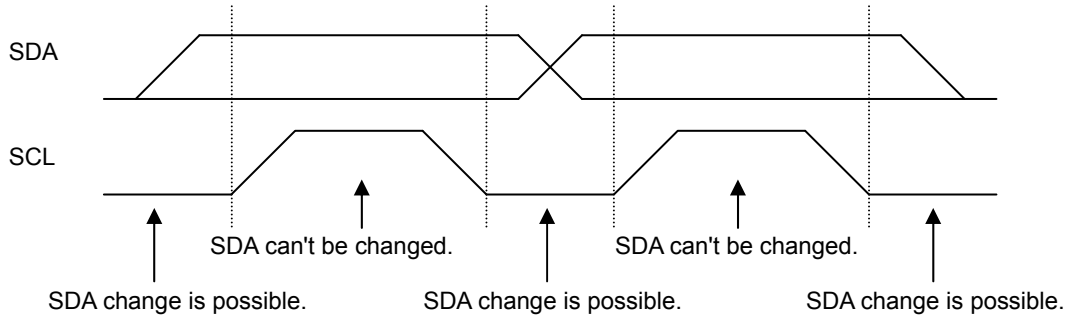 SDA
SCL
SDA can't be changed.
SDA can't be changed.
SDA change is possible.
SDA change is possible.
SDA change is possible.